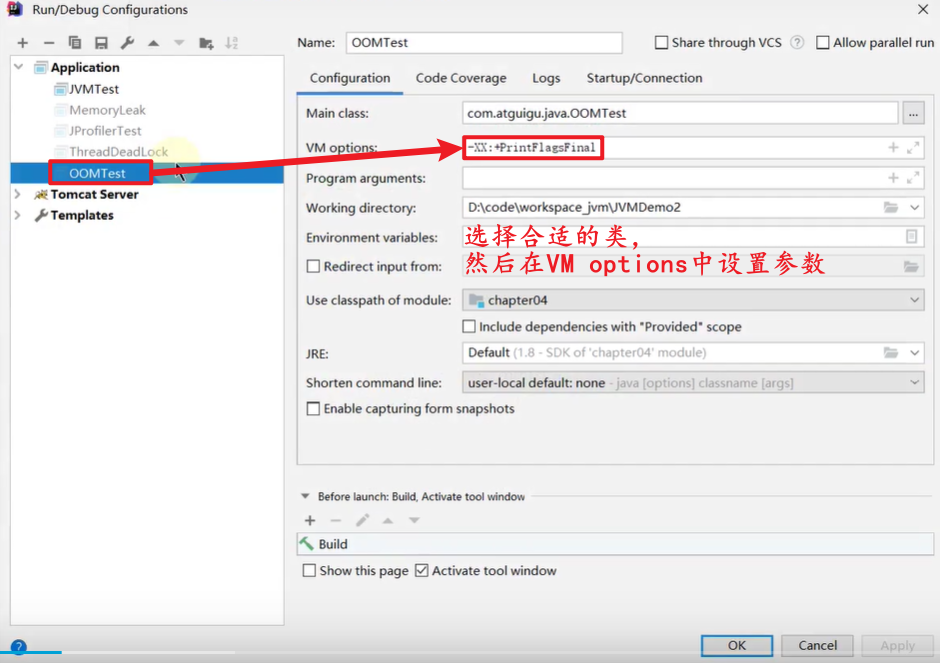 Run/Debug Configurations
Name: OOMTest Share through VCS ? Allow parallel run
Application
JVMTest
MemoryLeak
JProfilerTest
ThreadDeadLock
OOMTest
Tomcat Server
Templates
Configuration Code Coverage Logs Startup/Connection
Main class: com.atguigu.java.OOMTest ...
VM options: -XX:+PrintFlagsFinal
Program arguments:
Working directory: D:\code\workspace_jvm\JVMDemo2
Environment variables:
选择合适的类,
Redirect input from:
然后在VM options中设置参数
Use classpath of module: chapter04
Include dependencies with "Provided" scope
JRE: Default (1.8 - SDK of 'chapter04' module)
Shorten command line: user-local default: none - java [options] classname [args]
Enable capturing form snapshots
Before launch: Build, Activate tool window
Build
Show this page Activate tool window
? OK Cancel Apply